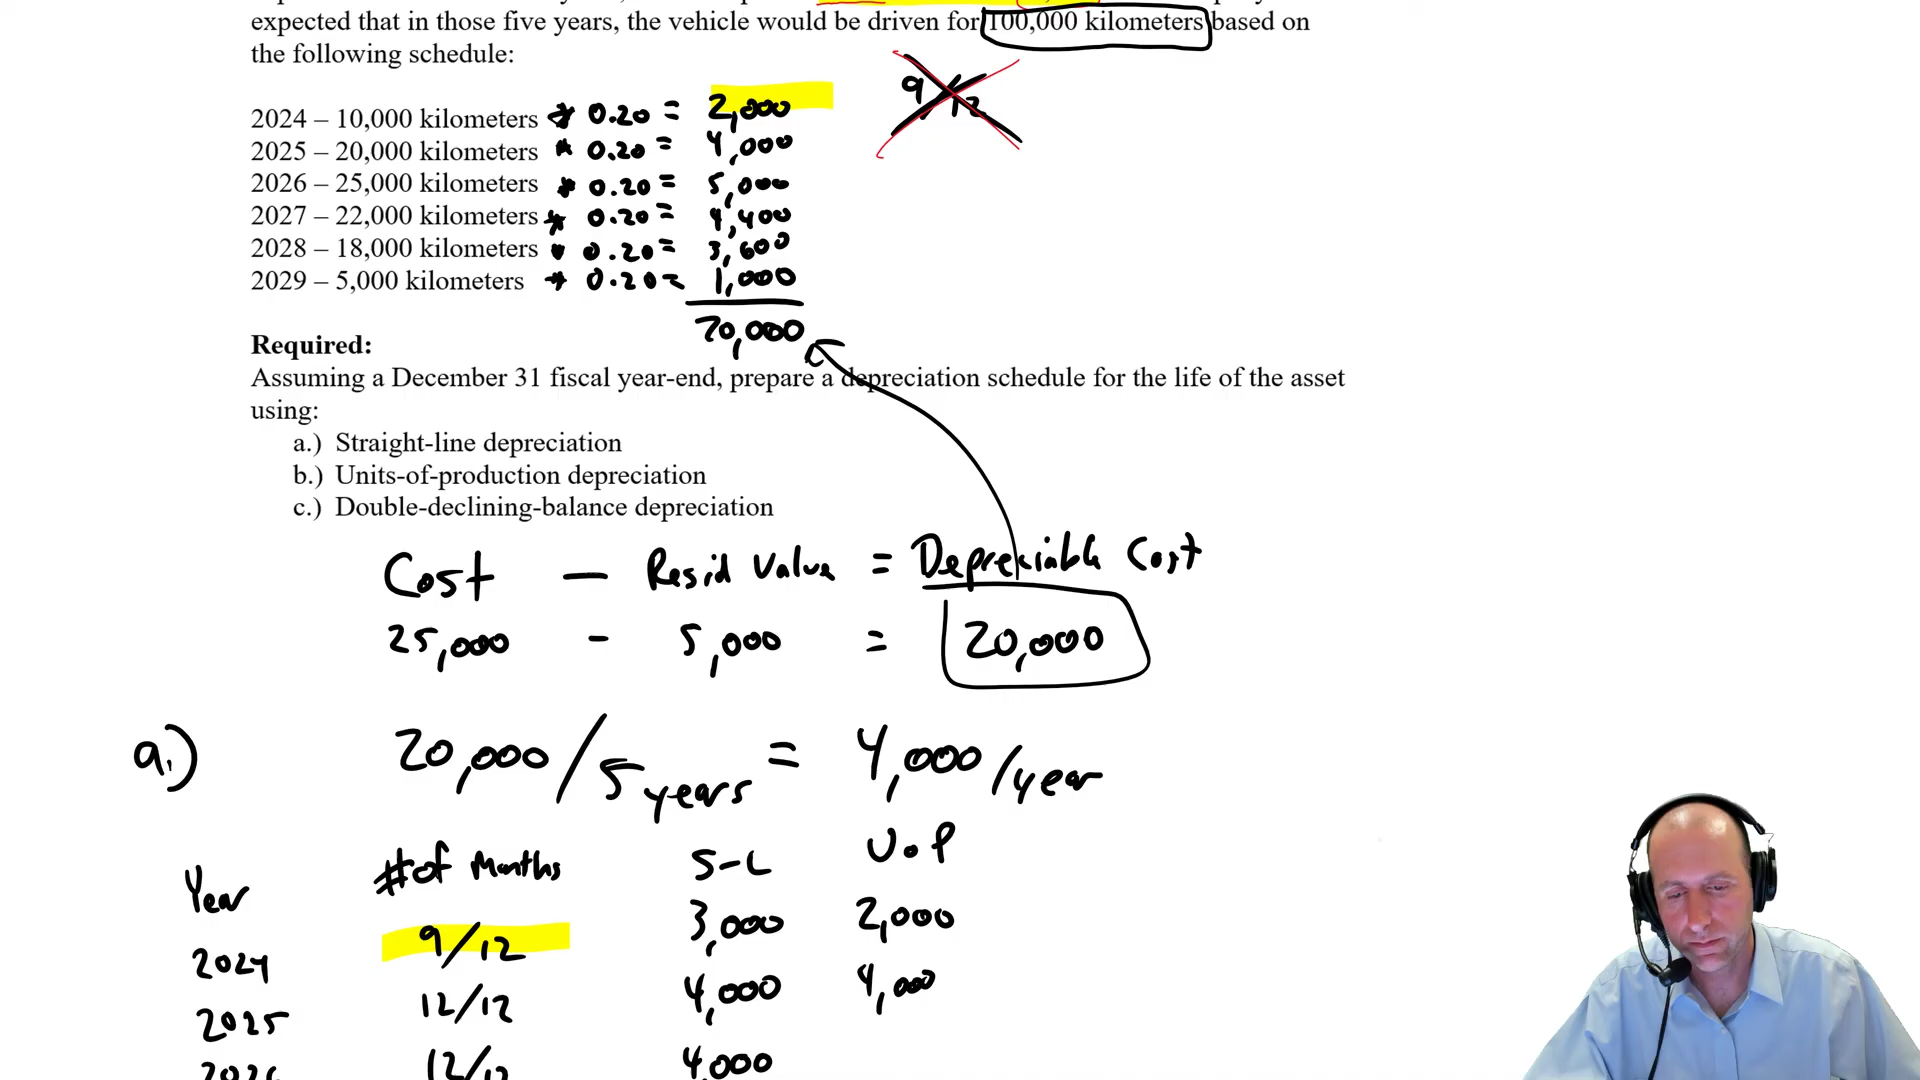 expected that in those five years, the vehicle would be driven for 100,000 kilometers based on
the following schedule:
9/12
2024 – 10,000 kilometers * 0.20 = 2,000
2025 – 20,000 kilometers * 0.20 = 4,000
2026 – 25,000 kilometers * 0.20 = 5,000
2027 – 22,000 kilometers * 0.20 = 4,400
2028 – 18,000 kilometers * 0.20 = 3,600
2029 – 5,000 kilometers * 0.20 = 1,000
20,000
Required:
Assuming a December 31 fiscal year-end, prepare a depreciation schedule for the life of the asset
using:
a.) Straight-line depreciation
b.) Units-of-production depreciation
c.) Double-declining-balance depreciation
Cost – Resid Value = Depreciable Cost
25,000 - 5,000 = 20,000
a.) 20,000 / 5 years = 4,000 / year
Year # of Months S-L U.o.P
2024 9/12 3,000 2,000
2025 12/12 4,000 4,000
2026 12/12 4,000